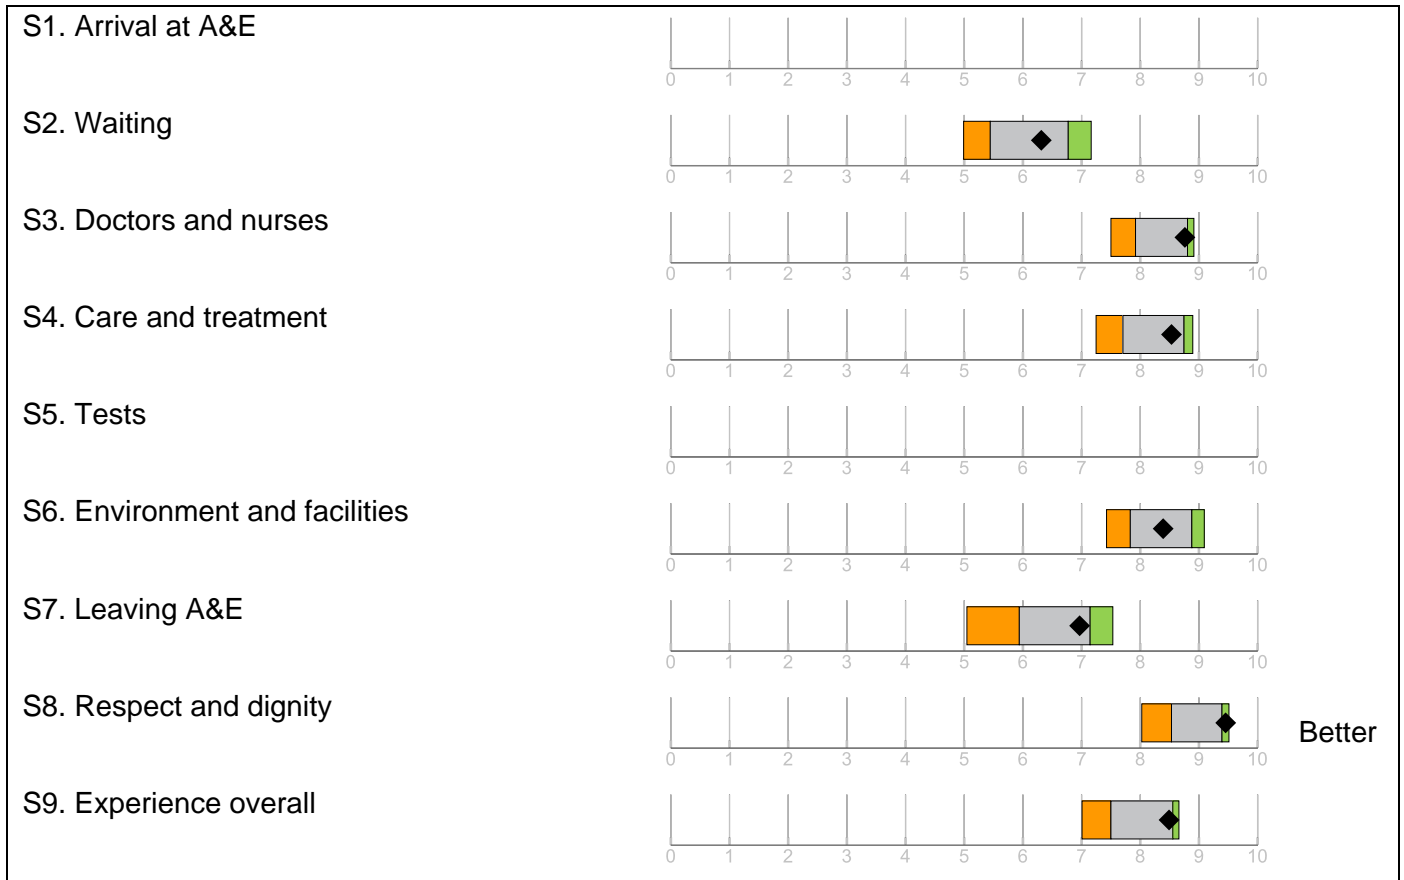 S1. Arrival at A&E
0 1 2 3 4 5 6 7 8 9 10
S2. Waiting
0 1 2 3 4 5 6 7 8 9 10
S3. Doctors and nurses
0 1 2 3 4 5 6 7 8 9 10
S4. Care and treatment
0 1 2 3 4 5 6 7 8 9 10
S5. Tests
0 1 2 3 4 5 6 7 8 9 10
S6. Environment and facilities
0 1 2 3 4 5 6 7 8 9 10
S7. Leaving A&E
0 1 2 3 4 5 6 7 8 9 10
S8. Respect and dignity
Better
0 1 2 3 4 5 6 7 8 9 10
S9. Experience overall
0 1 2 3 4 5 6 7 8 9 10